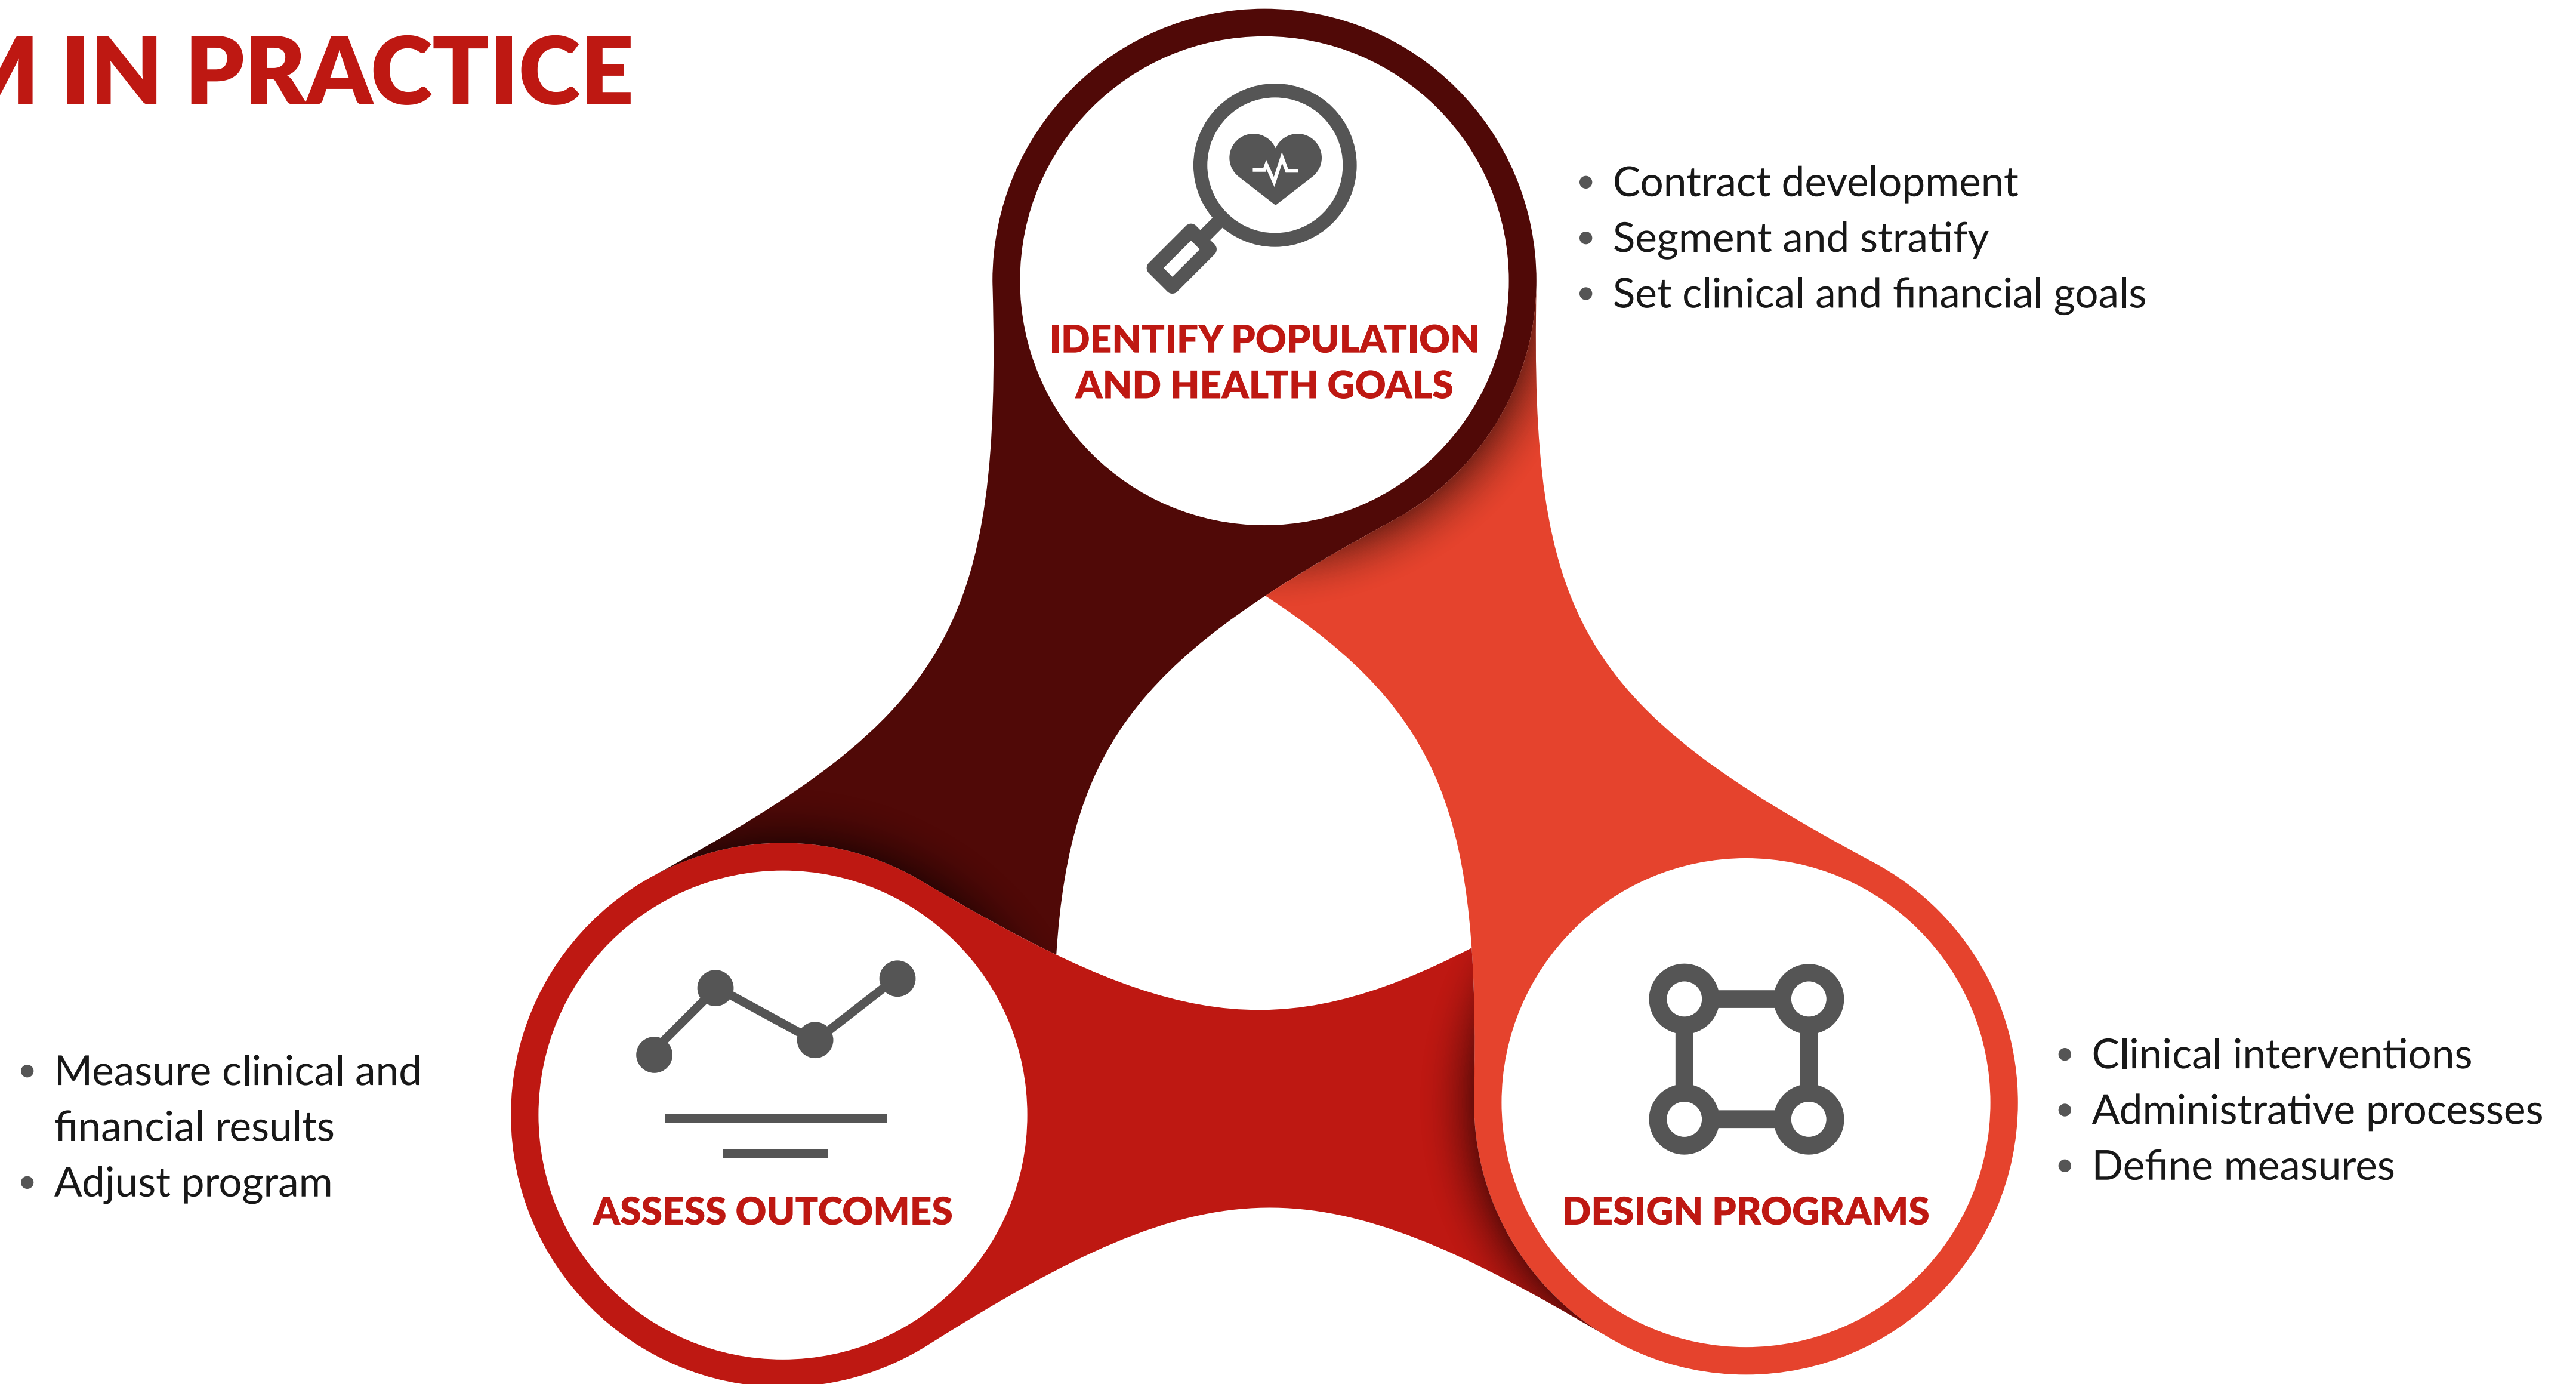 M IN PRACTICE
IDENTIFY POPULATION
AND HEALTH GOALS
• Contract development
• Segment and stratify
• Set clinical and financial goals
• Measure clinical and
financial results
• Adjust program
ASSESS OUTCOMES
DESIGN PROGRAMS
• Clinical interventions
• Administrative processes
• Define measures